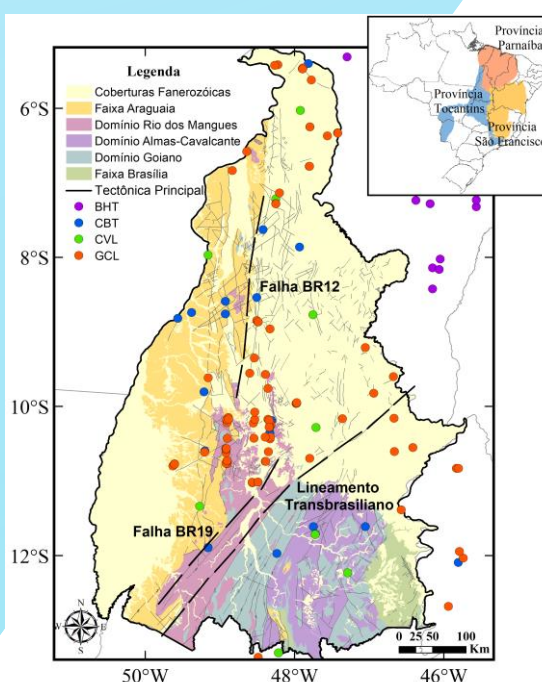 Legenda
Coberturas Fanerozóicas
Faixa Araguaia
Domínio Rio dos Mangues
Domínio Almas-Cavalcante
Domínio Goiano
Faixa Brasília
Tectônica Principal
BHT
CBT
CVL
GCL
Província
Parnaíba
Província
Tocantins
Província
São Francisco
6°S
8°S
10°S
12°S
Falha BR12
Lineamento
Transbrasiliano
Falha BR19
N
W
E
S
0 25 50 100
Km
50°W
48°W
46°W